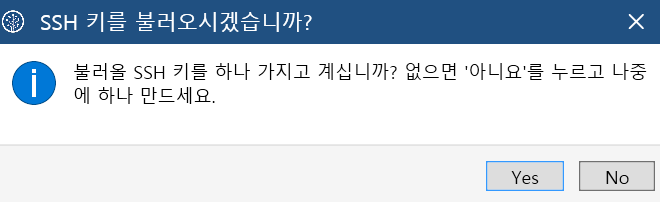 SSH 키를 불러오시겠습니까?
불러올 SSH 키를 하나 가지고 계십니까? 없으면 '아니요'를 누르고 나중
에 하나 만드세요.
Yes
No